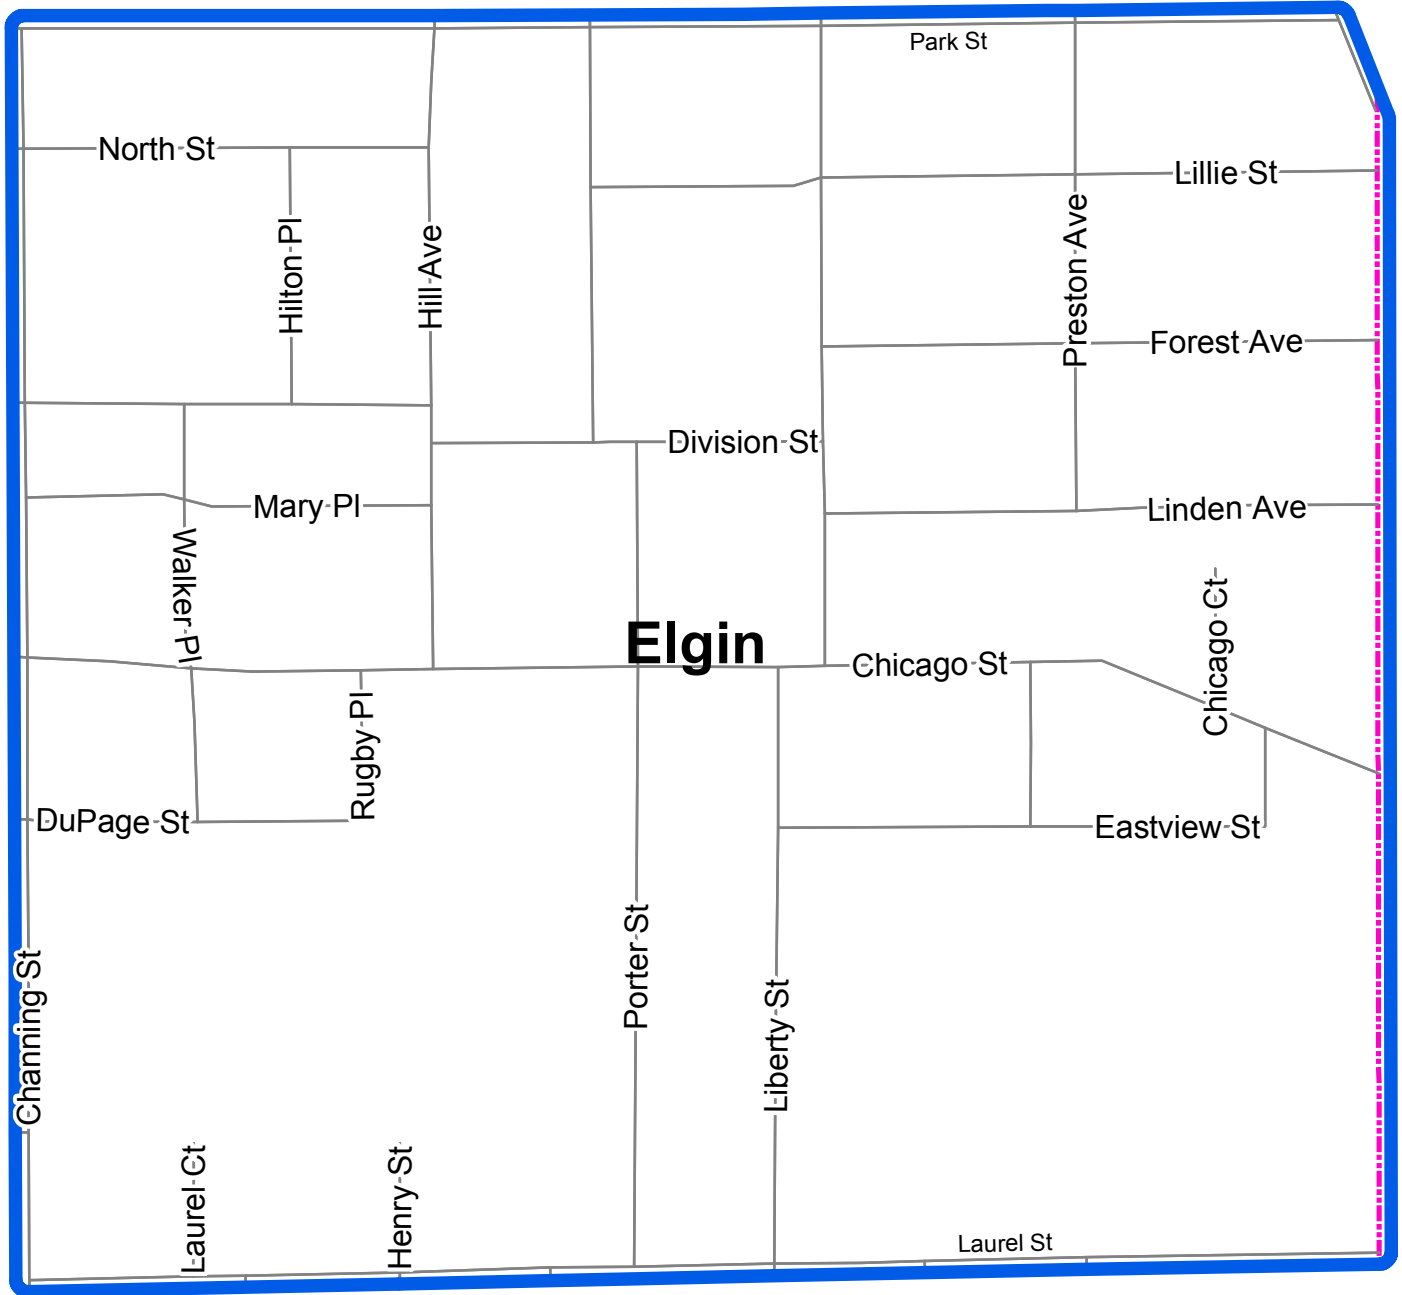 Park St
North St
Lillie St
Hilton Pl
Hill Ave
Preston Ave
Forest Ave
Division St
Mary Pl
Linden Ave
Walker Pl
Elgin
Chicago St
Chicago Ct
Rugby Pl
DuPage St
Eastview St
Porter St
Channing St
Liberty St
Laurel Ct
Henry St
Laurel St